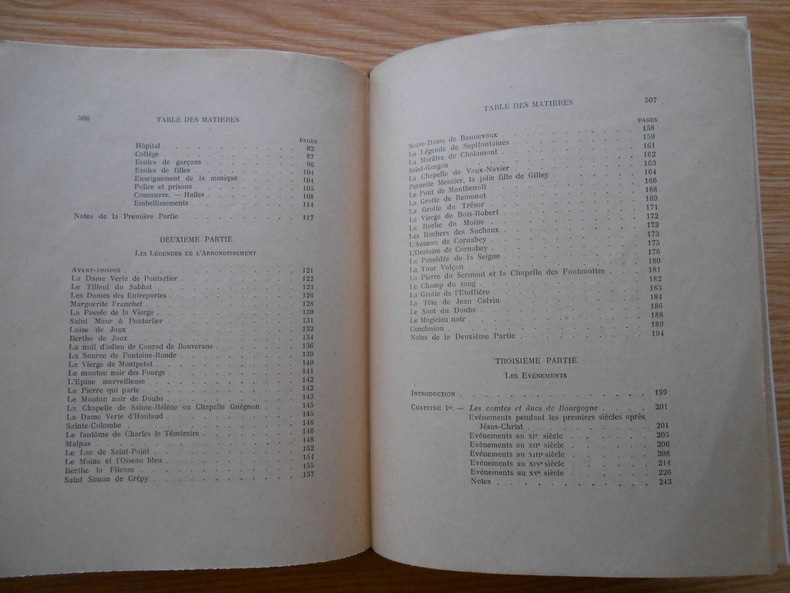 506 TABLE DES MATIERES
PAGES
Hôpital 82
Collège 87
Ecoles de garçons 96
Ecoles de filles 104
Enseignement de la musique 104
Police et prisons 105
Commerce. — Halles 108
Embellissements 114
Notes de la Première Partie 117
DEUXIEME PARTIE
Les Légendes de l'Arrondissement
Avant-propos 121
La Dame Verte de Pontarlier 122
Le Tilleul du Sabbot 123
Les Dames des Entreportes 126
Marguerite Franchet 128
La Passée de la Vierge 130
Saint Maur à Pontarlier 131
Loise de Joux 132
Berthe de Joux 134
La nuit d'adieu de Conrad de Bouverans 136
La Source de Fontaine-Ronde 139
La Vierge de Montpetot 140
Le mouton noir des Fourgs 141
L'Epine merveilleuse 142
La Pierre qui parle 142
Le Mouton noir de Doubs 143
La Chapelle de Sainte-Hélène ou Chapelle Gnégnon 145
La Dame Verte d'Houtaud 145
Sainte-Colombe 146
Le fantôme de Charles le Téméraire 146
Malpas 148
Le Lac de Saint-Point 152
Le Moine et l'Oiseau bleu 154
Berthe la Fileuse 155
Saint Simon de Crépy 157
TABLE DES MATIERES 507
PAGES
Notre-Dame de Bonnevaux 158
La Légende de Septfontaines 159
La Marâtre de Cholamont 161
Saint-Gorgon 162
La Chapelle de Vaux-Navier 163
Pernette Mesnier, la jolie fille de Gilley 164
Le Pont de Montbenoît 166
La Grotte de Remonot 168
La Grotte du Trésor 169
La Vierge de Bois-Robert 171
La Roche du Moine 172
Les Rochers des Suchaux 173
L'Anneau de Cornabey 173
L'Oratoire de Cornabey 175
La Possédée de la Seigne 176
La Tour Volçon 180
La Pierre du Serment et la Chapelle des Fontenottes 181
Le Champ du sang 182
La Grotte de l'Etoffière 183
La Tête de Jean Calvin 184
Le Saut du Doubs 186
Le Magicien noir 188
Conclusion 189
Notes de la Deuxième Partie 194
TROISIEME PARTIE
Les Evénements
Introduction 199
Chapitre Ier. — Les comtes et ducs de Bourgogne 201
Evénements pendant les premiers siècles après
Jésus-Christ 201
Evénements au XIe siècle 205
Evénements au XIIe siècle 206
Evénements au XIIIe siècle 208
Evénements au XIVe siècle 214
Evénements au XVe siècle 226
Notes 243